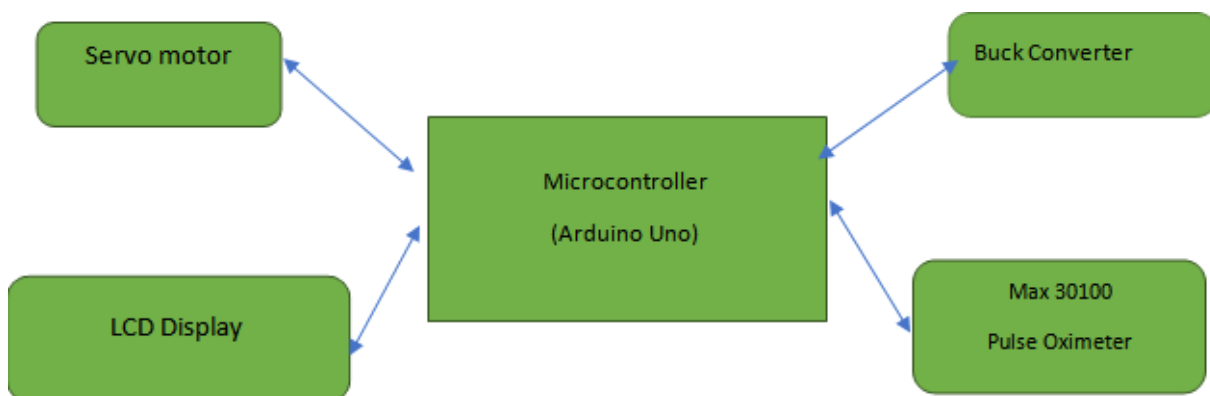 Servo motor
Buck Converter
Microcontroller
(Arduino Uno)
LCD Display
Max 30100
Pulse Oximeter